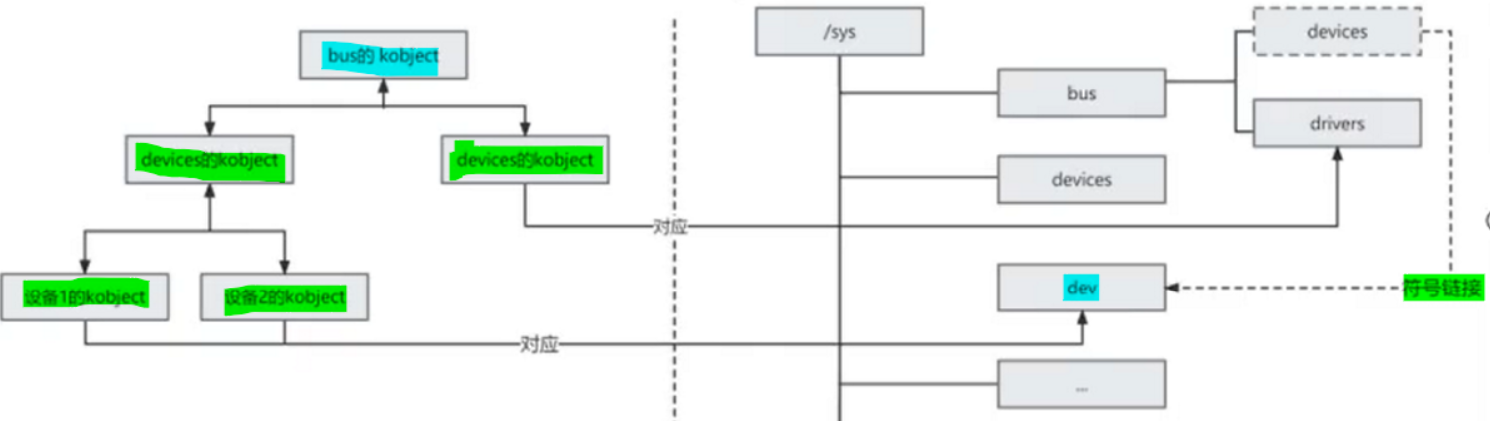 bus的 kobject
devices的kobject
devices的kobject
设备1的kobject
设备2的kobject
对应
对应
/sys
bus
devices
drivers
devices
dev
符号链接
...